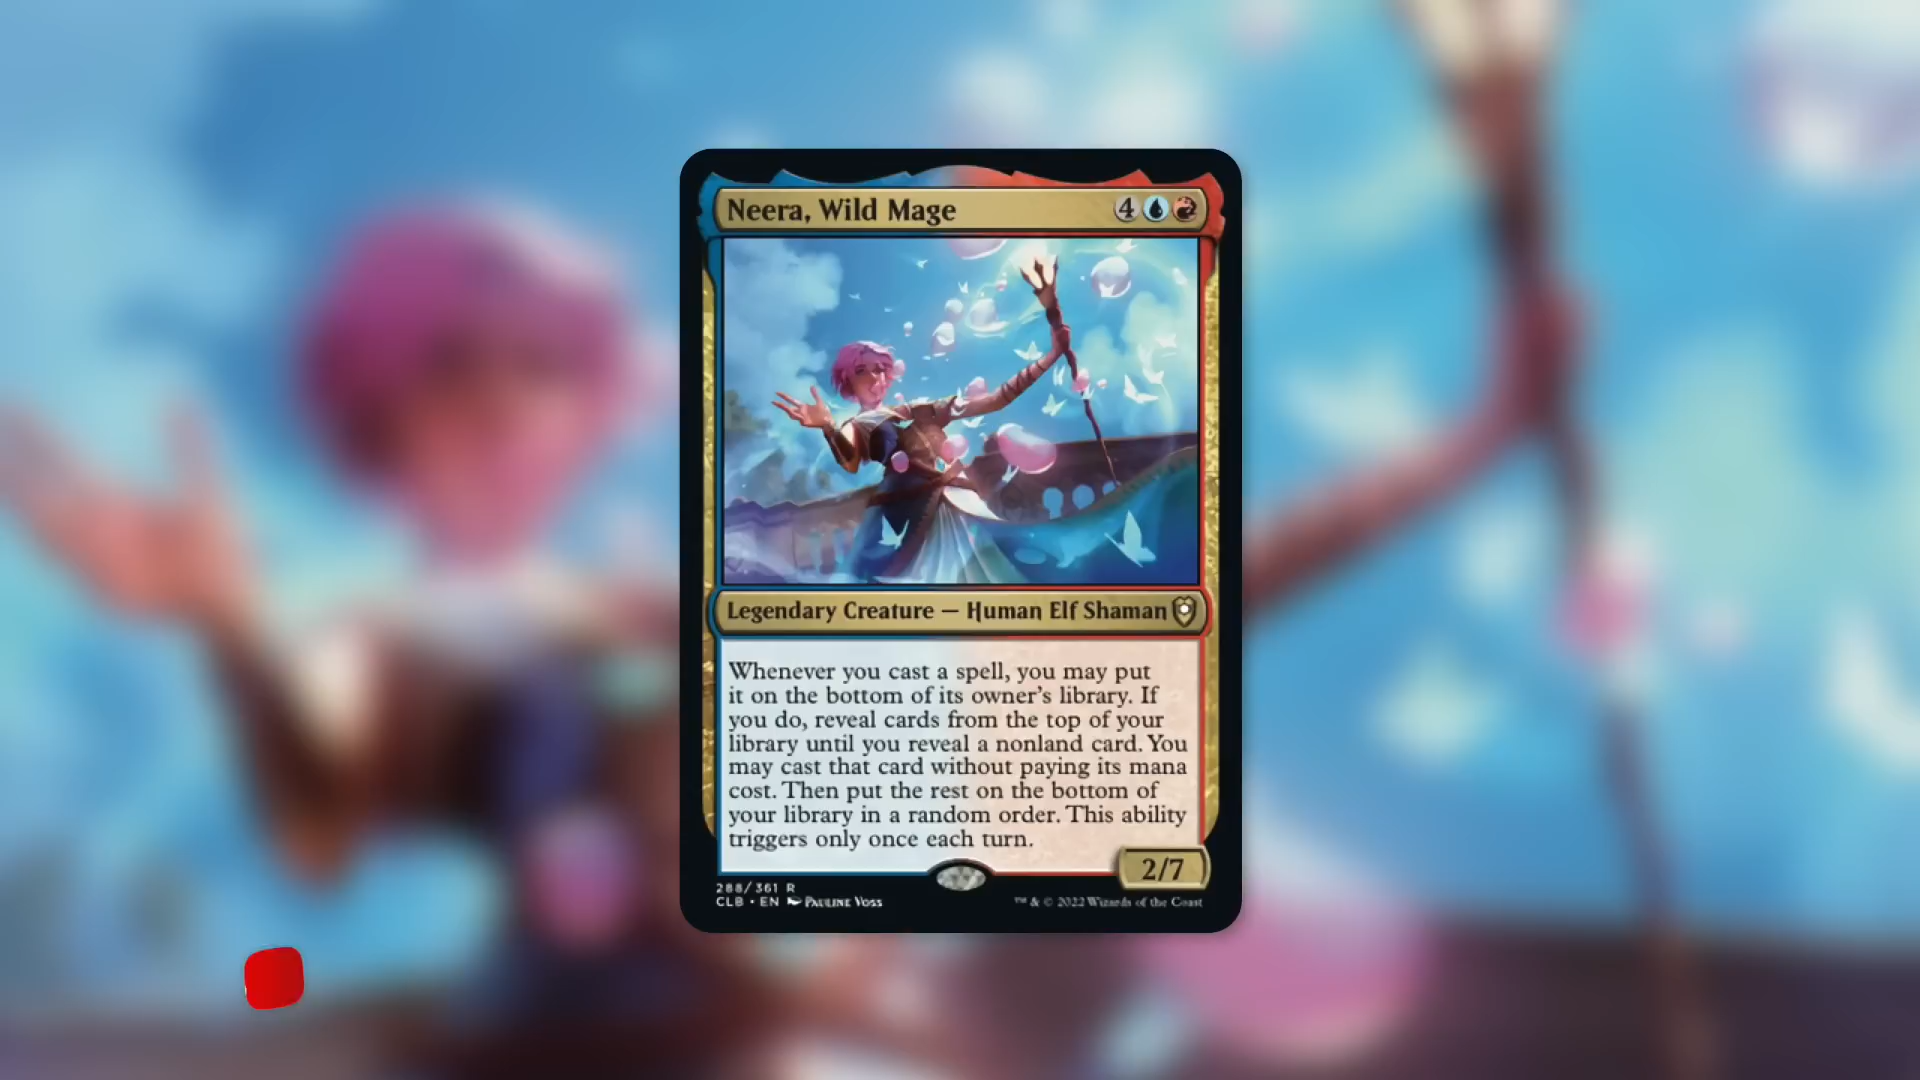 Neera, Wild Mage 4
Legendary Creature — Human Elf Shaman
Whenever you cast a spell, you may put
it on the bottom of its owner's library. If
you do, reveal cards from the top of your
library until you reveal a nonland card. You
may cast that card without paying its mana
cost. Then put the rest on the bottom of
your library in a random order. This ability
triggers only once each turn.
2/7
288/361 R
CLB • EN Pauline Voss
™ & © 2022 Wizards of the Coast